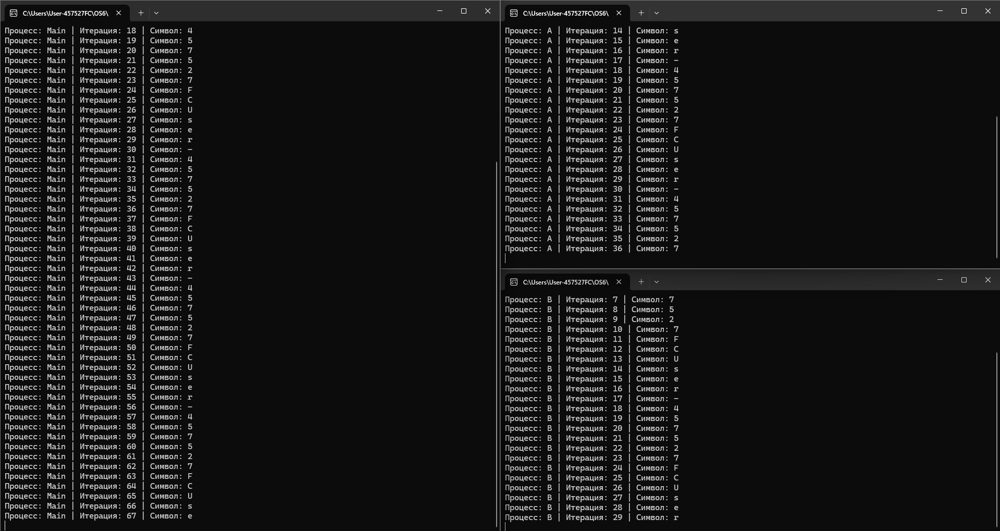 C:\Users\User-457527FC\OS6\
Процесс: Main | Итерация: 18 | Символ: 4
Процесс: Main | Итерация: 19 | Символ: 5
Процесс: Main | Итерация: 20 | Символ: 7
Процесс: Main | Итерация: 21 | Символ: 5
Процесс: Main | Итерация: 22 | Символ: 2
Процесс: Main | Итерация: 23 | Символ: 7
Процесс: Main | Итерация: 24 | Символ: F
Процесс: Main | Итерация: 25 | Символ: C
Процесс: Main | Итерация: 26 | Символ: U
Процесс: Main | Итерация: 27 | Символ: s
Процесс: Main | Итерация: 28 | Символ: e
Процесс: Main | Итерация: 29 | Символ: r
Процесс: Main | Итерация: 30 | Символ: -
Процесс: Main | Итерация: 31 | Символ: 4
Процесс: Main | Итерация: 32 | Символ: 5
Процесс: Main | Итерация: 33 | Символ: 7
Процесс: Main | Итерация: 34 | Символ: 5
Процесс: Main | Итерация: 35 | Символ: 2
Процесс: Main | Итерация: 36 | Символ: 7
Процесс: Main | Итерация: 37 | Символ: F
Процесс: Main | Итерация: 38 | Символ: C
Процесс: Main | Итерация: 39 | Символ: U
Процесс: Main | Итерация: 40 | Символ: s
Процесс: Main | Итерация: 41 | Символ: e
Процесс: Main | Итерация: 42 | Символ: r
Процесс: Main | Итерация: 43 | Символ: -
Процесс: Main | Итерация: 44 | Символ: 4
Процесс: Main | Итерация: 45 | Символ: 5
Процесс: Main | Итерация: 46 | Символ: 7
Процесс: Main | Итерация: 47 | Символ: 5
Процесс: Main | Итерация: 48 | Символ: 2
Процесс: Main | Итерация: 49 | Символ: 7
Процесс: Main | Итерация: 50 | Символ: F
Процесс: Main | Итерация: 51 | Символ: C
Процесс: Main | Итерация: 52 | Символ: U
Процесс: Main | Итерация: 53 | Символ: s
Процесс: Main | Итерация: 54 | Символ: e
Процесс: Main | Итерация: 55 | Символ: r
Процесс: Main | Итерация: 56 | Символ: -
Процесс: Main | Итерация: 57 | Символ: 4
Процесс: Main | Итерация: 58 | Символ: 5
Процесс: Main | Итерация: 59 | Символ: 7
Процесс: Main | Итерация: 60 | Символ: 5
Процесс: Main | Итерация: 61 | Символ: 2
Процесс: Main | Итерация: 62 | Символ: 7
Процесс: Main | Итерация: 63 | Символ: F
Процесс: Main | Итерация: 64 | Символ: C
Процесс: Main | Итерация: 65 | Символ: U
Процесс: Main | Итерация: 66 | Символ: s
Процесс: Main | Итерация: 67 | Символ: e
C:\Users\User-457527FC\OS6\
Процесс: A | Итерация: 14 | Символ: s
Процесс: A | Итерация: 15 | Символ: e
Процесс: A | Итерация: 16 | Символ: r
Процесс: A | Итерация: 17 | Символ: -
Процесс: A | Итерация: 18 | Символ: 4
Процесс: A | Итерация: 19 | Символ: 5
Процесс: A | Итерация: 20 | Символ: 7
Процесс: A | Итерация: 21 | Символ: 5
Процесс: A | Итерация: 22 | Символ: 2
Процесс: A | Итерация: 23 | Символ: 7
Процесс: A | Итерация: 24 | Символ: F
Процесс: A | Итерация: 25 | Символ: C
Процесс: A | Итерация: 26 | Символ: U
Процесс: A | Итерация: 27 | Символ: s
Процесс: A | Итерация: 28 | Символ: e
Процесс: A | Итерация: 29 | Символ: r
Процесс: A | Итерация: 30 | Символ: -
Процесс: A | Итерация: 31 | Символ: 4
Процесс: A | Итерация: 32 | Символ: 5
Процесс: A | Итерация: 33 | Символ: 7
Процесс: A | Итерация: 34 | Символ: 5
Процесс: A | Итерация: 35 | Символ: 2
Процесс: A | Итерация: 36 | Символ: 7
C:\Users\User-457527FC\OS6\
Процесс: B | Итерация: 7 | Символ: 7
Процесс: B | Итерация: 8 | Символ: 5
Процесс: B | Итерация: 9 | Символ: 2
Процесс: B | Итерация: 10 | Символ: 7
Процесс: B | Итерация: 11 | Символ: F
Процесс: B | Итерация: 12 | Символ: C
Процесс: B | Итерация: 13 | Символ: U
Процесс: B | Итерация: 14 | Символ: s
Процесс: B | Итерация: 15 | Символ: e
Процесс: B | Итерация: 16 | Символ: r
Процесс: B | Итерация: 17 | Символ: -
Процесс: B | Итерация: 18 | Символ: 4
Процесс: B | Итерация: 19 | Символ: 5
Процесс: B | Итерация: 20 | Символ: 7
Процесс: B | Итерация: 21 | Символ: 5
Процесс: B | Итерация: 22 | Символ: 2
Процесс: B | Итерация: 23 | Символ: 7
Процесс: B | Итерация: 24 | Символ: F
Процесс: B | Итерация: 25 | Символ: C
Процесс: B | Итерация: 26 | Символ: U
Процесс: B | Итерация: 27 | Символ: s
Процесс: B | Итерация: 28 | Символ: e
Процесс: B | Итерация: 29 | Символ: r